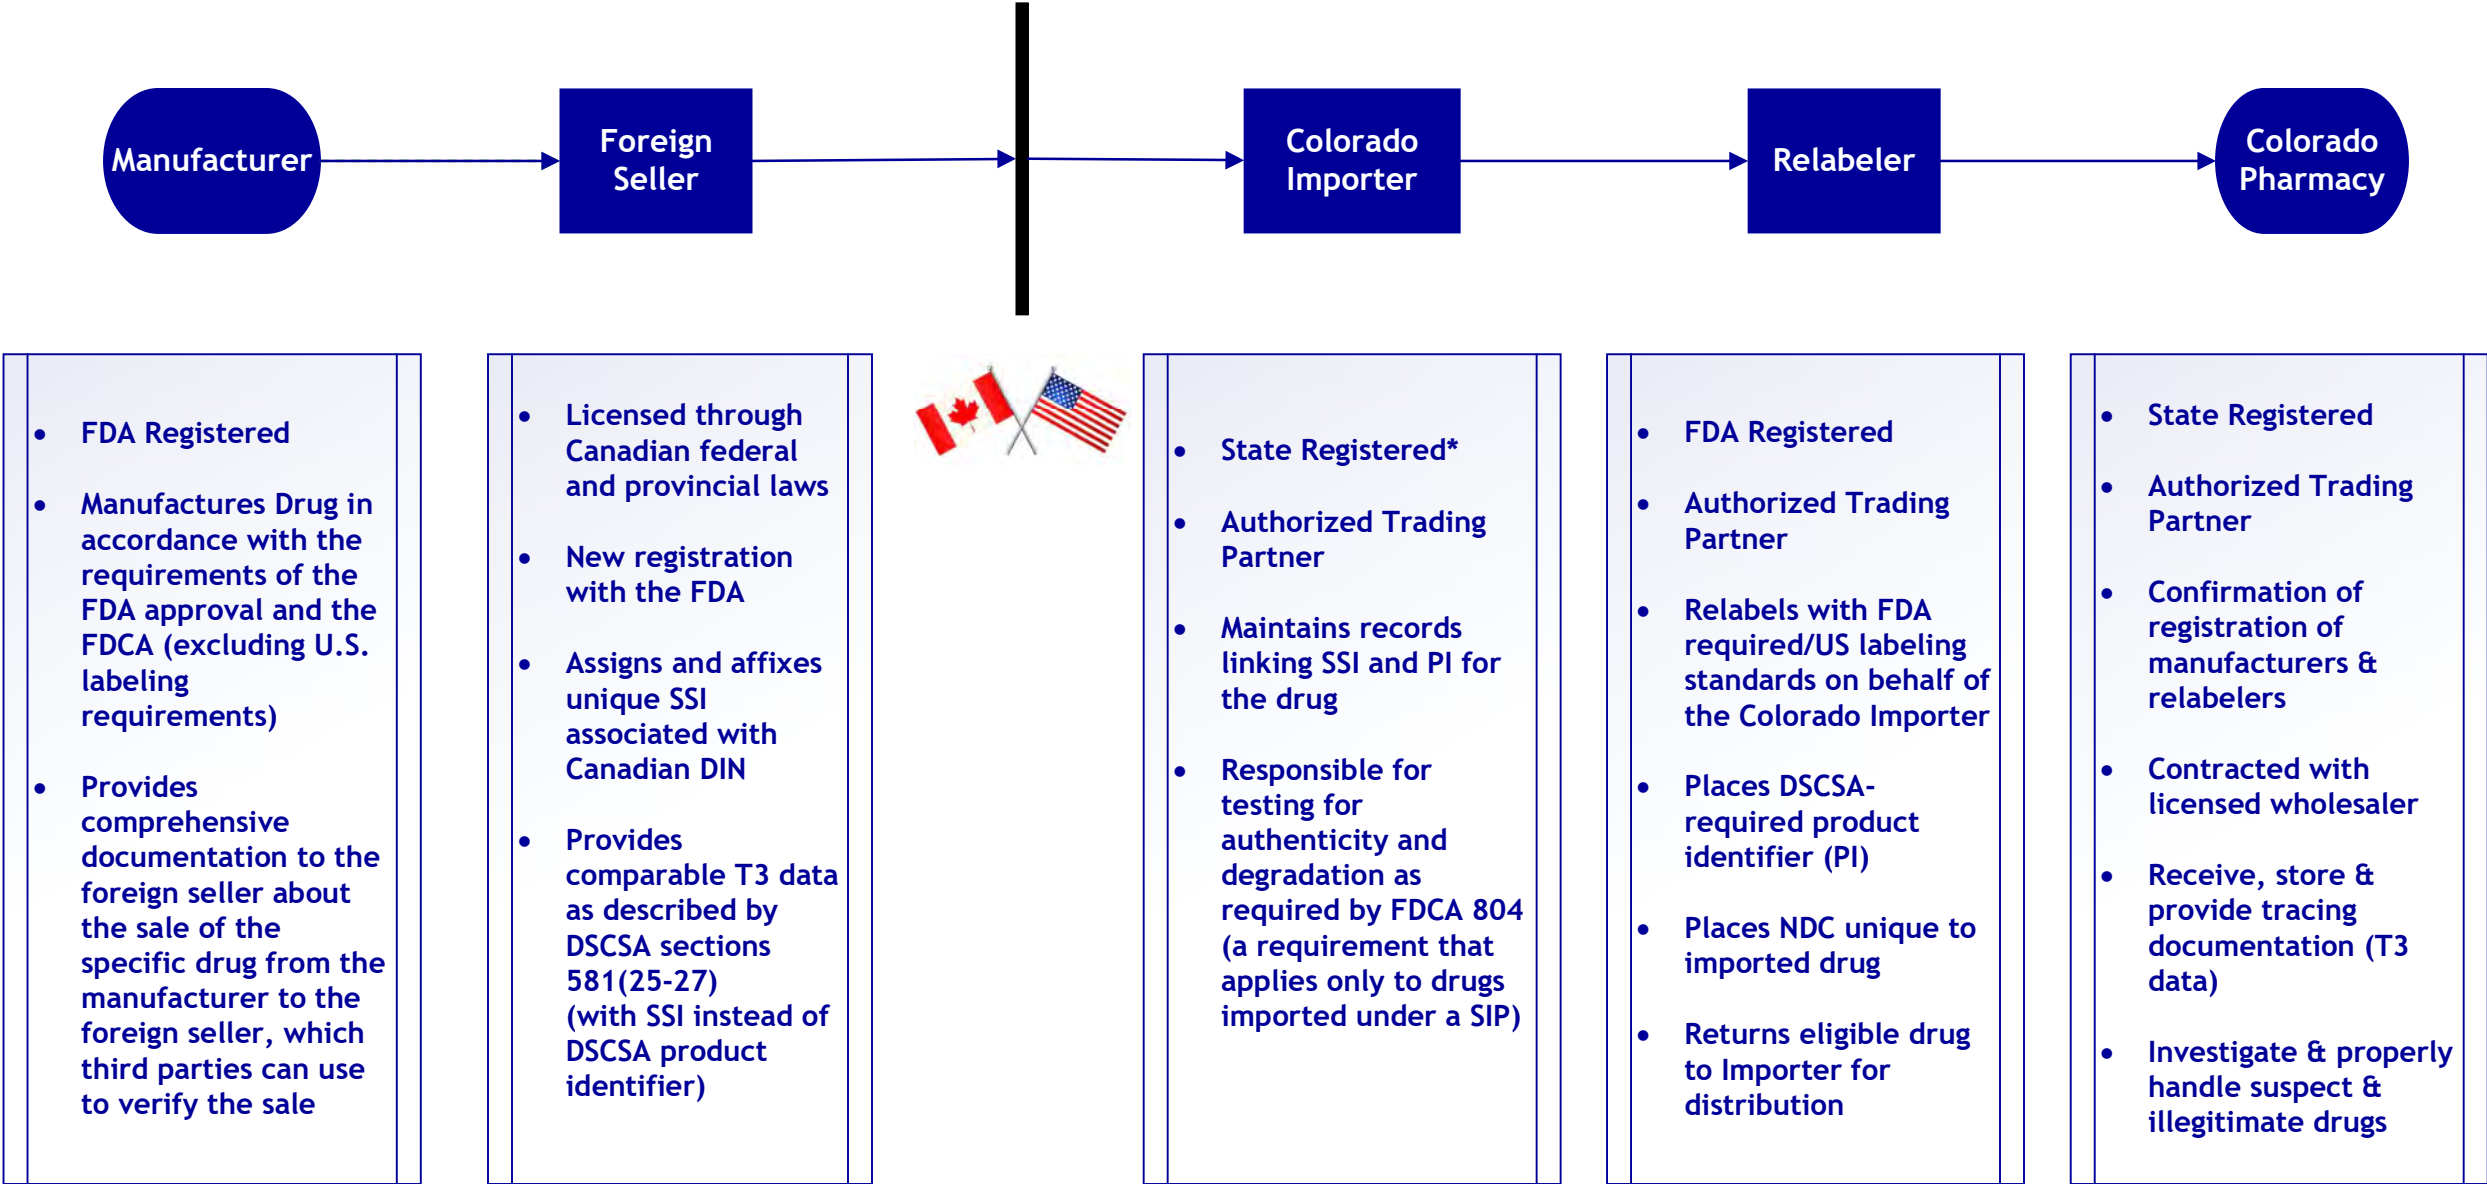 Manufacturer
Foreign
Seller
Colorado
Importer
Relabeler
Colorado
Pharmacy
• FDA Registered
• Manufactures Drug in
accordance with the
requirements of the
FDA approval and the
FDCA (excluding U.S.
labeling
requirements)
• Provides
comprehensive
documentation to the
foreign seller about
the sale of the
specific drug from the
manufacturer to the
foreign seller, which
third parties can use
to verify the sale
• Licensed through
Canadian federal
and provincial laws
• New registration
with the FDA
• Assigns and affixes
unique SSI
associated with
Canadian DIN
• Provides
comparable T3 data
as described by
DSCSA sections
581(25-27)
(with SSI instead of
DSCSA product
identifier)
• State Registered*
• Authorized Trading
Partner
• Maintains records
linking SSI and PI for
the drug
• Responsible for
testing for
authenticity and
degradation as
required by FDCA 804
(a requirement that
applies only to drugs
imported under a SIP)
• FDA Registered
• Authorized Trading
Partner
• Relabels with FDA
required/US labeling
standards on behalf of
the Colorado Importer
• Places DSCSA-
required product
identifier (PI)
• Places NDC unique to
imported drug
• Returns eligible drug
to Importer for
distribution
• State Registered
• Authorized Trading
Partner
• Confirmation of
registration of
manufacturers &
relabelers
• Contracted with
licensed wholesaler
• Receive, store &
provide tracing
documentation (T3
data)
• Investigate & properly
handle suspect &
illegitimate drugs